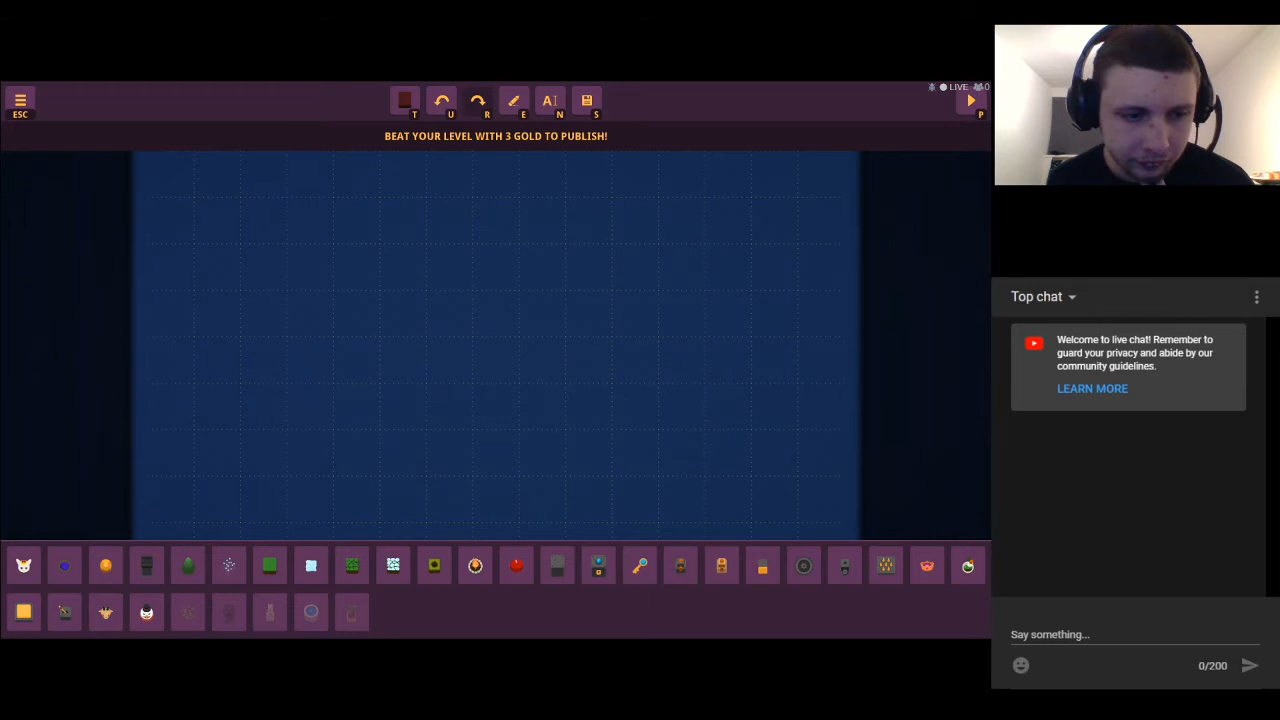 LIVE 0
ESC T U R E N S P
BEAT YOUR LEVEL WITH 3 GOLD TO PUBLISH!
Top chat
Welcome to live chat! Remember to
guard your privacy and abide by our
community guidelines.
LEARN MORE
Say something...
0/200